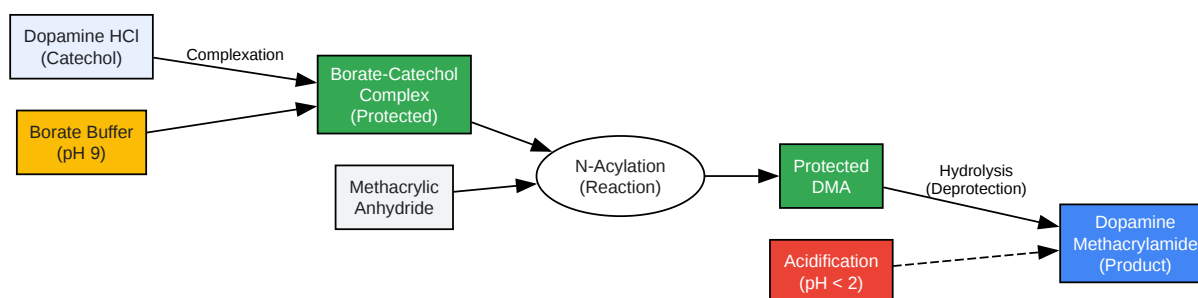 Dopamine HCl
(Catechol)
Complexation
Borate Buffer
(pH 9)
Borate-Catechol
Complex
(Protected)
Methacrylic
Anhydride
N-Acylation
(Reaction)
Protected
DMA
Hydrolysis
(Deprotection)
Acidification
(pH < 2)
Dopamine
Methacrylamide
(Product)